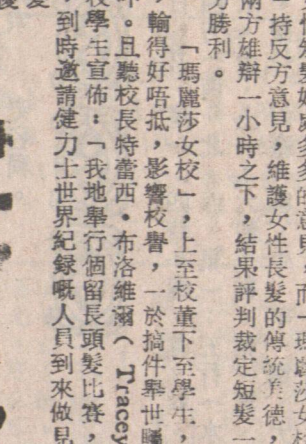 持反方意見，維護女性長髮的傳統美德，
兩方雄辯一小時之下，結果評判裁定短髮一
方勝利。
「瑪麗莎女校」，上至校董下至學生，
，輸得好唔抵，影響校譽，一於搞件舉世矚
。且聽校長特蕾西•布洛維爾（Tracey
校學生宣佈：「我地舉行個留長頭髮比賽，
，到時邀請健力士世界紀錄嘅人員到來做見